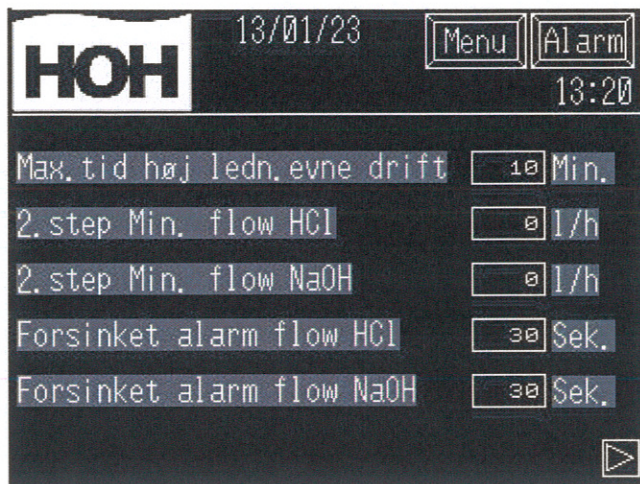 HOH
13/01/23
Menu
Alarm
13:20
Max.tid høj ledn.evne drift 10 Min.
2.step Min. flow HCl 0 l/h
2.step Min. flow NaOH 0 l/h
Forsinket alarm flow HCl 30 Sek.
Forsinket alarm flow NaOH 30 Sek.